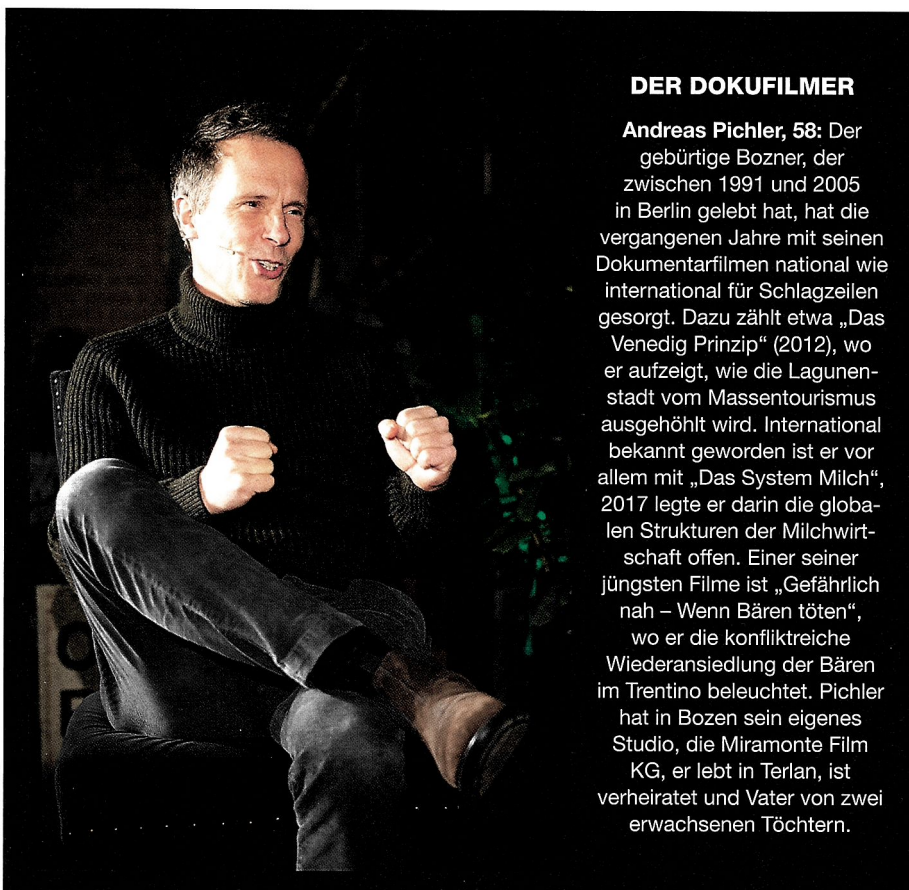 DER DOKUFILMER
Andreas Pichler, 58: Der
gebürtige Bozner, der
zwischen 1991 und 2005
in Berlin gelebt hat, hat die
vergangenen Jahre mit seinen
Dokumentarfilmen national wie
international für Schlagzeilen
gesorgt. Dazu zählt etwa „Das
Venedig Prinzip“ (2012), wo
er aufzeigt, wie die Lagunen-
stadt vom Massentourismus
ausgehöhlt wird. International
bekannt geworden ist er vor
allem mit „Das System Milch“,
2017 legte er darin die globa-
len Strukturen der Milchwirt-
schaft offen. Einer seiner
jüngsten Filme ist „Gefährlich
nah – Wenn Bären töten“,
wo er die konfliktreiche
Wiederansiedlung der Bären
im Trentino beleuchtet. Pichler
hat in Bozen sein eigenes
Studio, die Miramonte Film
KG, er lebt in Terlan, ist
verheiratet und Vater von zwei
erwachsenen Töchtern.